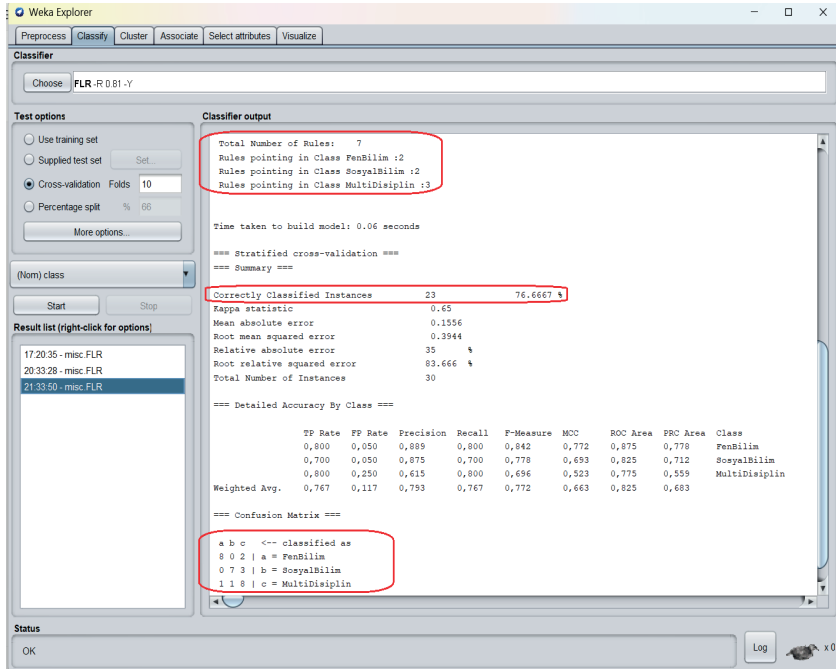 Weka Explorer
Preprocess Classify Cluster Associate Select attributes Visualize
Classifier
Choose FLR -R 0.81 -Y
Test options
Use training set
Supplied test set Set...
Cross-validation Folds 10
Percentage split % 66
More options...
(Nom) class
Start Stop
Result list (right-click for options)
17:20:35 - misc.FLR
20:33:28 - misc.FLR
21:33:50 - misc.FLR
Classifier output
Total Number of Rules: 7
Rules pointing in Class FenBilim :2
Rules pointing in Class SosyalBilim :2
Rules pointing in Class MultiDisiplin :3
Time taken to build model: 0.06 seconds
=== Stratified cross-validation ===
=== Summary ===
Correctly Classified Instances 23 76.6667 %
Kappa statistic 0.65
Mean absolute error 0.1556
Root mean squared error 0.3944
Relative absolute error 35 %
Root relative squared error 83.666 %
Total Number of Instances 30
=== Detailed Accuracy By Class ===
TP Rate FP Rate Precision Recall F-Measure MCC ROC Area PRC Area Class
0,800 0,050 0,889 0,800 0,842 0,772 0,875 0,778 FenBilim
0,700 0,050 0,875 0,700 0,778 0,693 0,825 0,712 SosyalBilim
0,800 0,250 0,615 0,800 0,696 0,523 0,775 0,559 MultiDisiplin
Weighted Avg. 0,767 0,117 0,793 0,767 0,772 0,663 0,825 0,683
=== Confusion Matrix ===
a b c <-- classified as
8 0 2 | a = FenBilim
0 7 3 | b = SosyalBilim
1 1 8 | c = MultiDisiplin
Status
OK
Log
x 0